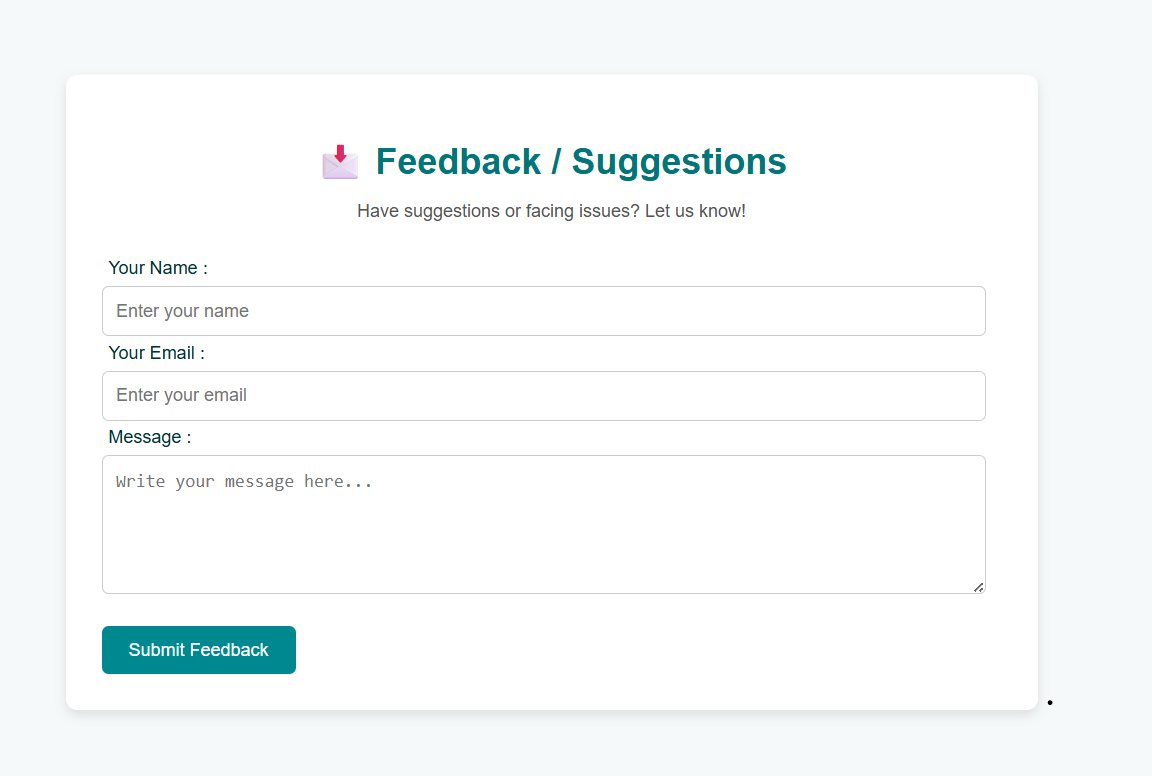 Feedback / Suggestions
Have suggestions or facing issues? Let us know!
Your Name :
Enter your name
Your Email :
Enter your email
Message :
Write your message here...
Submit Feedback
.